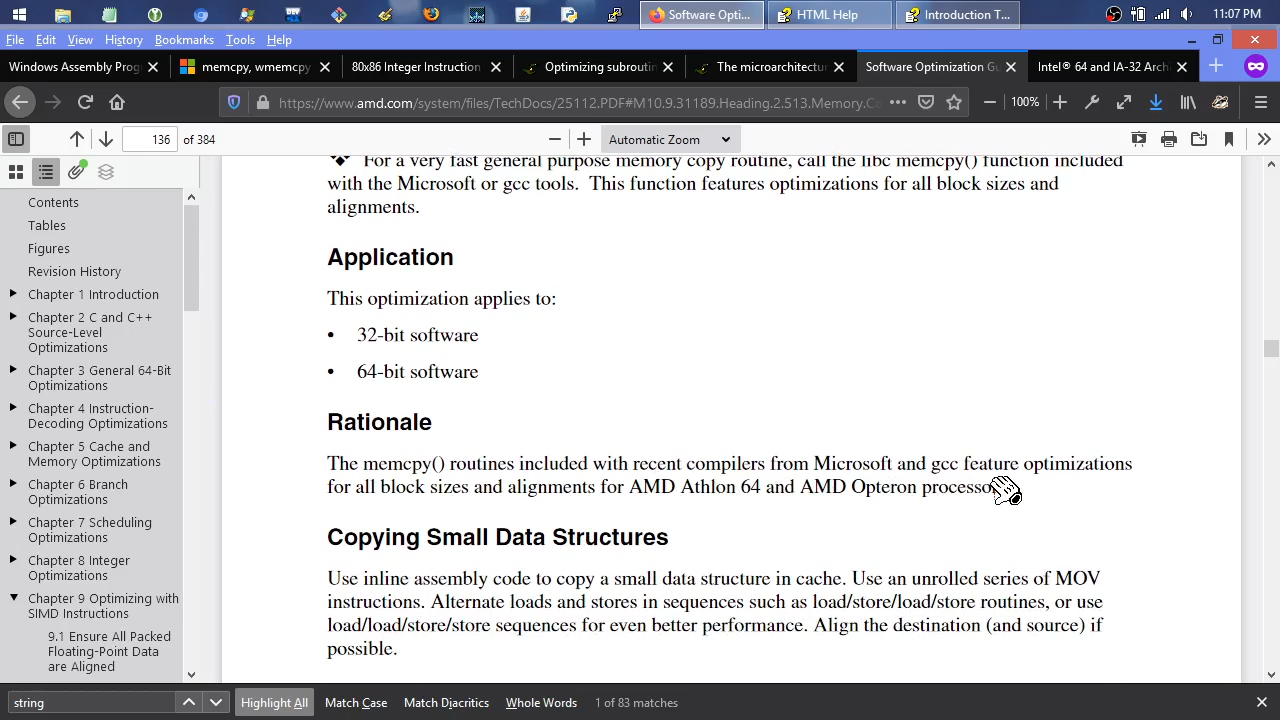 Software Opti...
HTML Help
Introduction T...
11:07 PM
File Edit View History Bookmarks Tools Help
Windows Assembly Prog
memcpy, wmemcpy
80x86 Integer Instruction
Optimizing subroutin
The microarchitectu
Software Optimization Gu
Intel® 64 and IA-32 Arch
https://www.amd.com/system/files/TechDocs/25112.PDF#M10.9.31189.Heading.2.513.Memory.Co
100%
136 of 384
Automatic Zoom
Contents
Tables
Figures
Revision History
Chapter 1 Introduction
Chapter 2 C and C++
Source-Level
Optimizations
Chapter 3 General 64-Bit
Optimizations
Chapter 4 Instruction-
Decoding Optimizations
Chapter 5 Cache and
Memory Optimizations
Chapter 6 Branch
Optimizations
Chapter 7 Scheduling
Optimizations
Chapter 8 Integer
Optimizations
Chapter 9 Optimizing with
SIMD Instructions
9.1 Ensure All Packed
Floating-Point Data
are Aligned
❖ For a very fast general purpose memory copy routine, call the libc memcpy() function included
with the Microsoft or gcc tools. This function features optimizations for all block sizes and
alignments.
Application
This optimization applies to:
• 32-bit software
• 64-bit software
Rationale
The memcpy() routines included with recent compilers from Microsoft and gcc feature optimizations
for all block sizes and alignments for AMD Athlon 64 and AMD Opteron processo
Copying Small Data Structures
Use inline assembly code to copy a small data structure in cache. Use an unrolled series of MOV
instructions. Alternate loads and stores in sequences such as load/store/load/store routines, or use
load/load/store/store sequences for even better performance. Align the destination (and source) if
possible.
string
Highlight All Match Case Match Diacritics Whole Words 1 of 83 matches